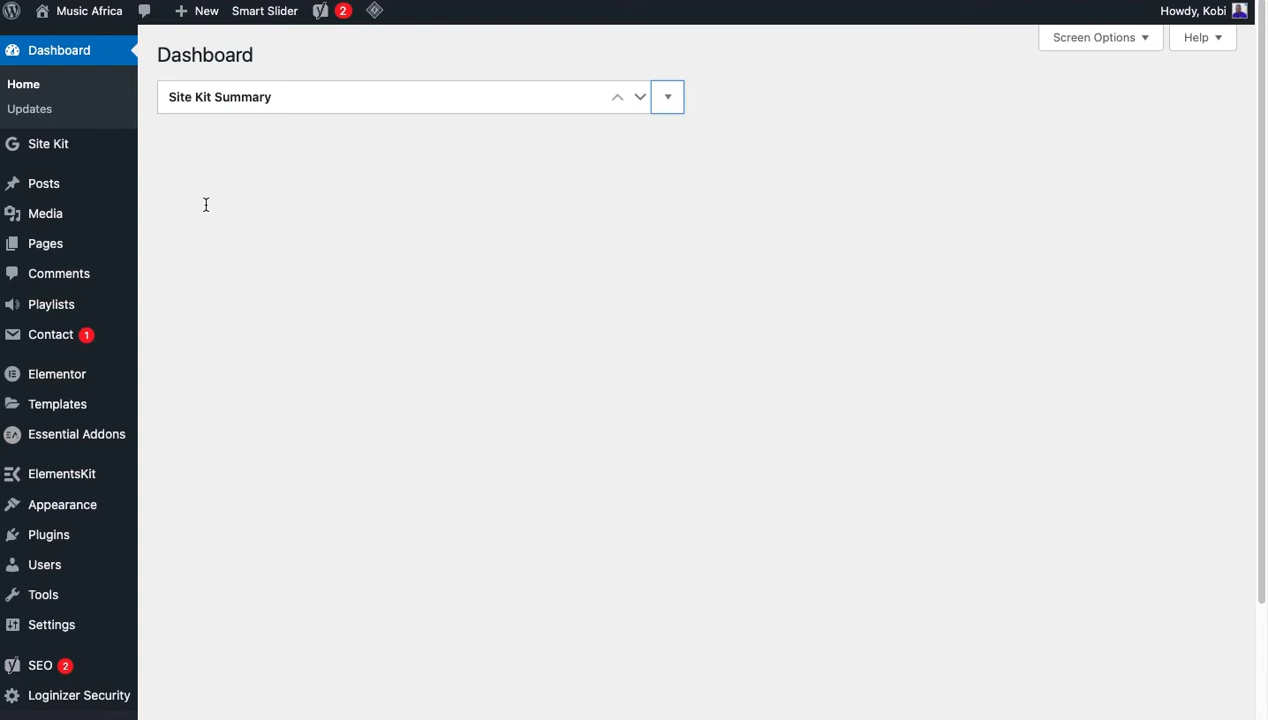 Music Africa
New
Smart Slider
2
Howdy, Kobi
Dashboard
Home
Updates
Site Kit
Posts
Media
Pages
Comments
Playlists
Contact 1
Elementor
Templates
Essential Addons
ElementsKit
Appearance
Plugins
Users
Tools
Settings
SEO 2
Loginizer Security
Screen Options
Help
Dashboard
Site Kit Summary